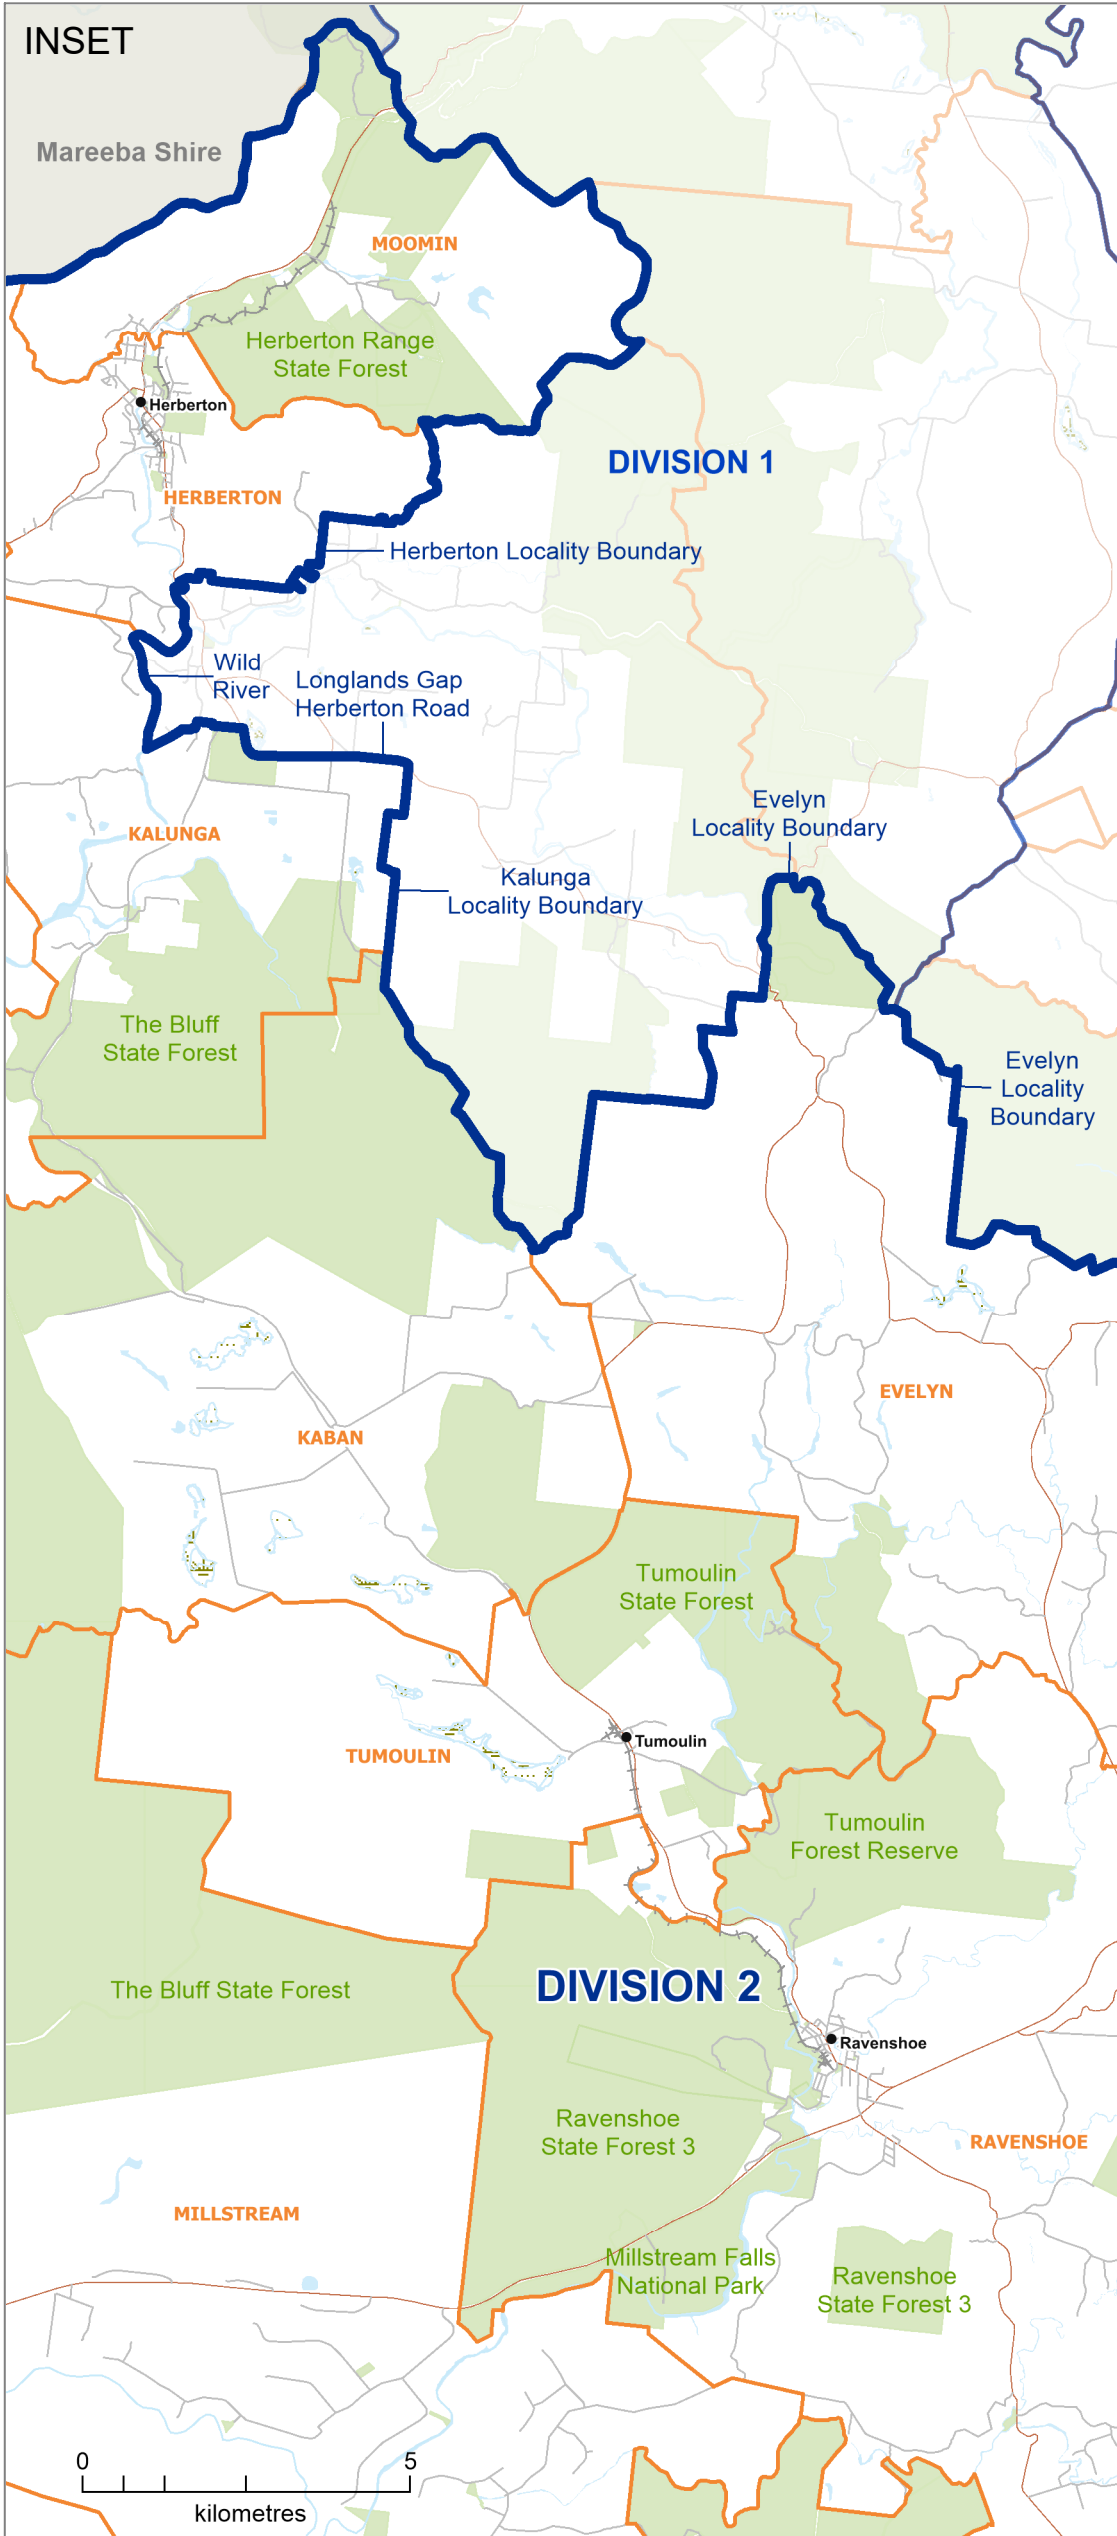 INSET
Mareeba Shire
MOOMIN
Herberton Range
State Forest
Herberton
DIVISION 1
HERBERTON
Herberton Locality Boundary
Wild
River
Longlands Gap
Herberton Road
Evelyn
Locality Boundary
KALUNGA
Kalunga
Locality Boundary
The Bluff
State Forest
Evelyn
Locality
Boundary
EVELYN
KABAN
Tumoulin
State Forest
Tumoulin
TUMOULIN
Tumoulin
Forest Reserve
The Bluff State Forest
DIVISION 2
Ravenshoe
Ravenshoe
State Forest 3
RAVENSHOE
MILLSTREAM
Millstream Falls
National Park
Ravenshoe
State Forest 3
0 5
kilometres